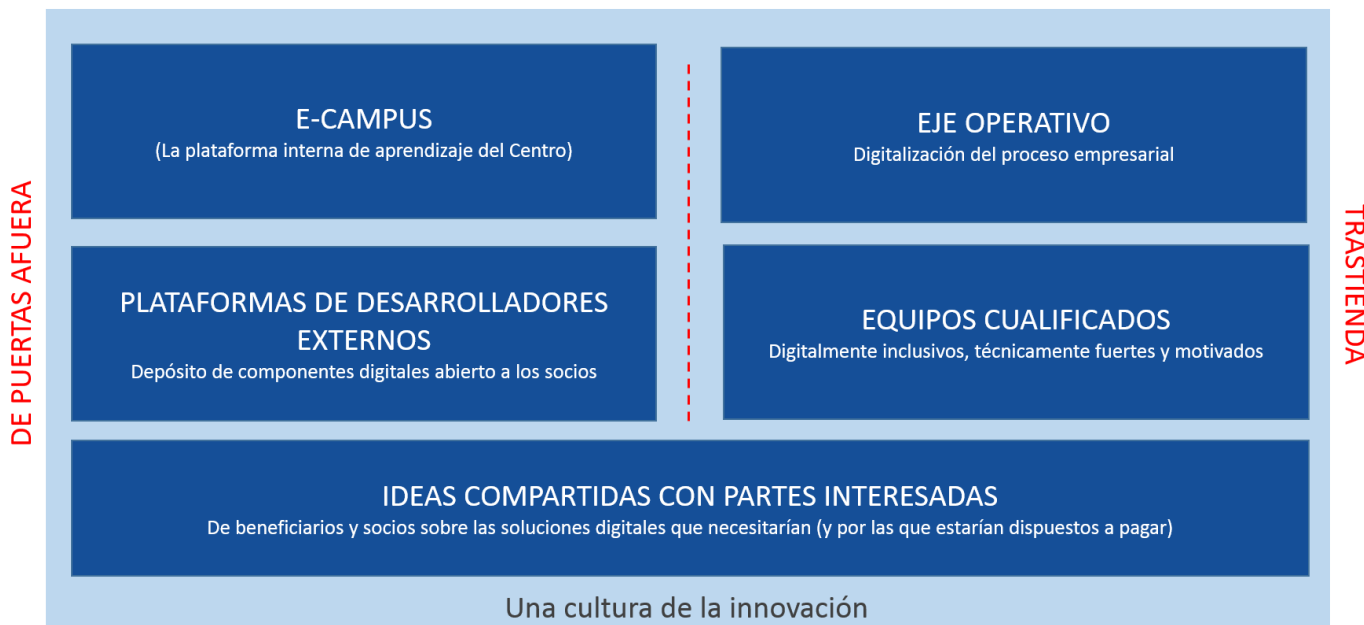 DE PUERTAS AFUERA
E-CAMPUS
(La plataforma interna de aprendizaje del Centro)
PLATAFORMAS DE DESARROLLADORES
EXTERNOS
Depósito de componentes digitales abierto a los socios
EJE OPERATIVO
Digitalización del proceso empresarial
EQUIPOS CUALIFICADOS
Digitalmente inclusivos, técnicamente fuertes y motivados
TRASTIENDA
IDEAS COMPARTIDAS CON PARTES INTERESADAS
De beneficiarios y socios sobre las soluciones digitales que necesitarían (y por las que estarían dispuestos a pagar)
Una cultura de la innovación